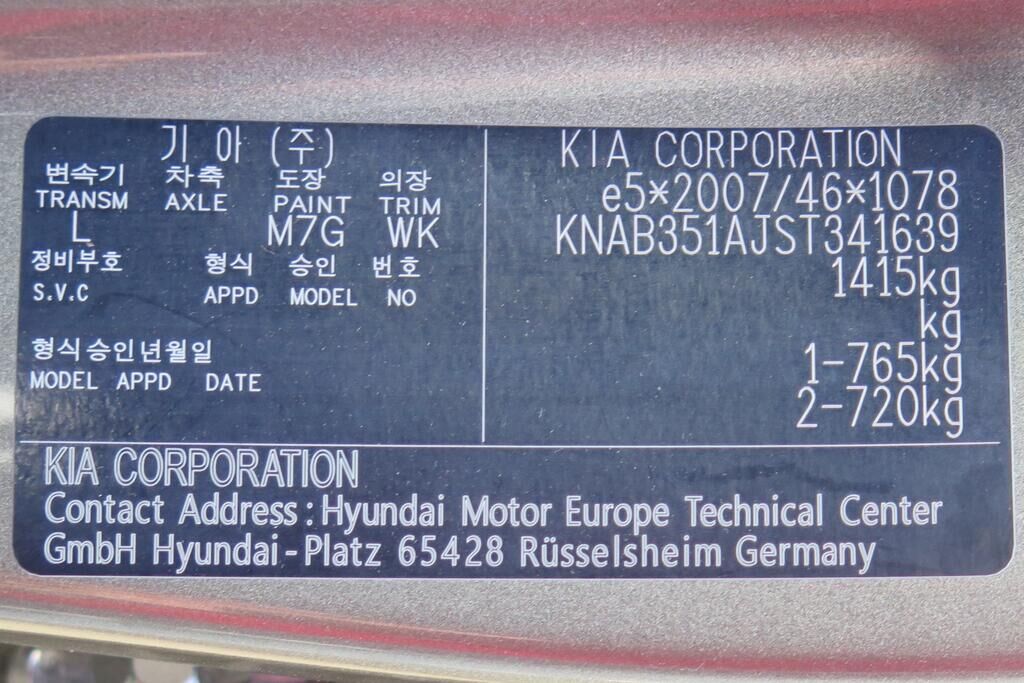 기 아 (주)
변속기 차축 도장 의장
TRANSM AXLE PAINT TRIM
L M7G WK
정비부호 형식 승인 번호
S.V.C APPD MODEL NO
형식승인년월일
MODEL APPD DATE
KIA CORPORATION
e5*2007/46*1078
KNAB351AJST341639
1415kg
kg
1-765kg
2-720kg
KIA CORPORATION
Contact Address : Hyundai Motor Europe Technical Center
GmbH Hyundai-Platz 65428 Rüsselsheim Germany